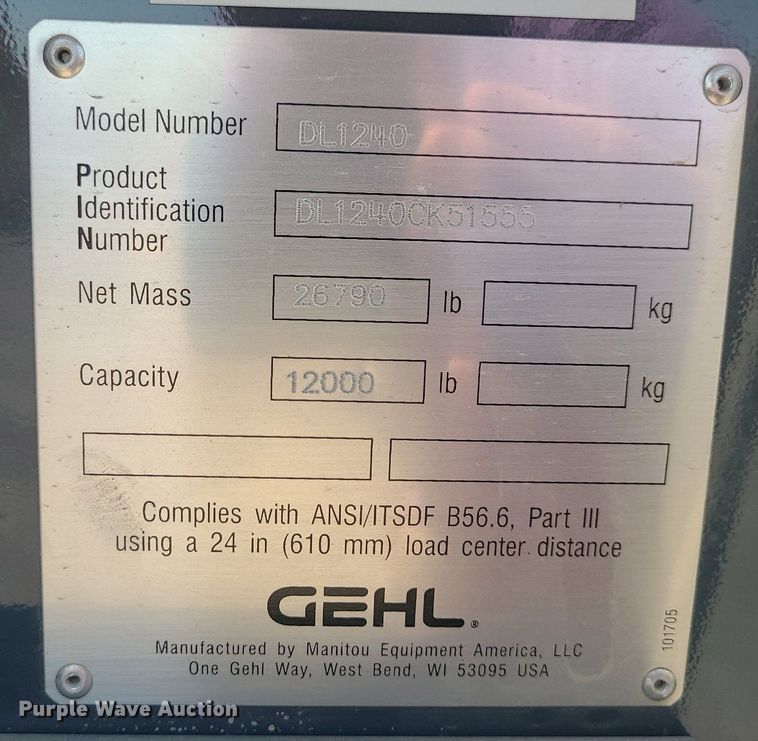 Model Number DL1240
Product
Identification DL1240CK51555
Number
Net Mass 26790 lb kg
Capacity 12000 lb kg
Complies with ANSI/ITSDF B56.6, Part III
using a 24 in (610 mm) load center distance
GEHL®
101705
Manufactured by Manitou Equipment America, LLC
One Gehl Way, West Bend, WI 53095 USA
Purple Wave Auction